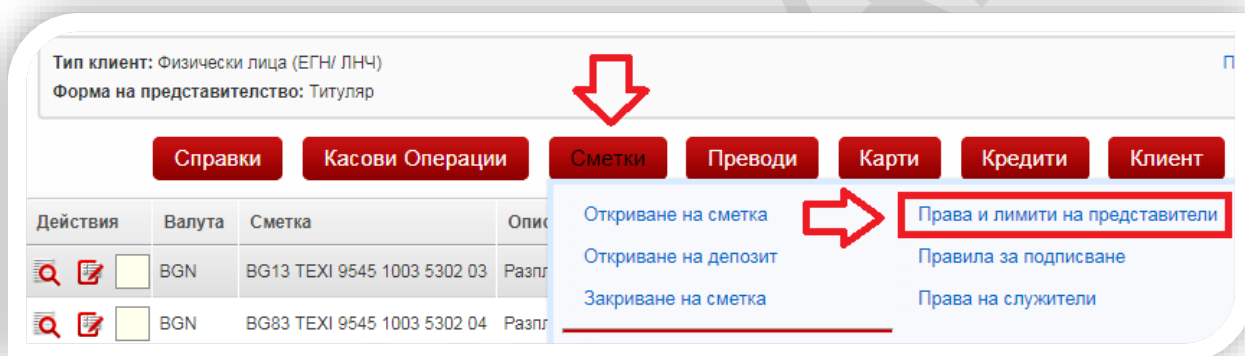 Тип клиент: Физически лица (ЕГН/ ЛНЧ)
Форма на представителство: Титуляр
Справки Касови Операции Сметки Преводи Карти Кредити Клиент
Действия Валута Сметка
Откриване на сметка Права и лимити на представители
Откриване на депозит Правила за подписване
BGN BG13 TEXI 9545 1003 5302 03
Закриване на сметка Права на служители
BGN BG83 TEXI 9545 1003 5302 04